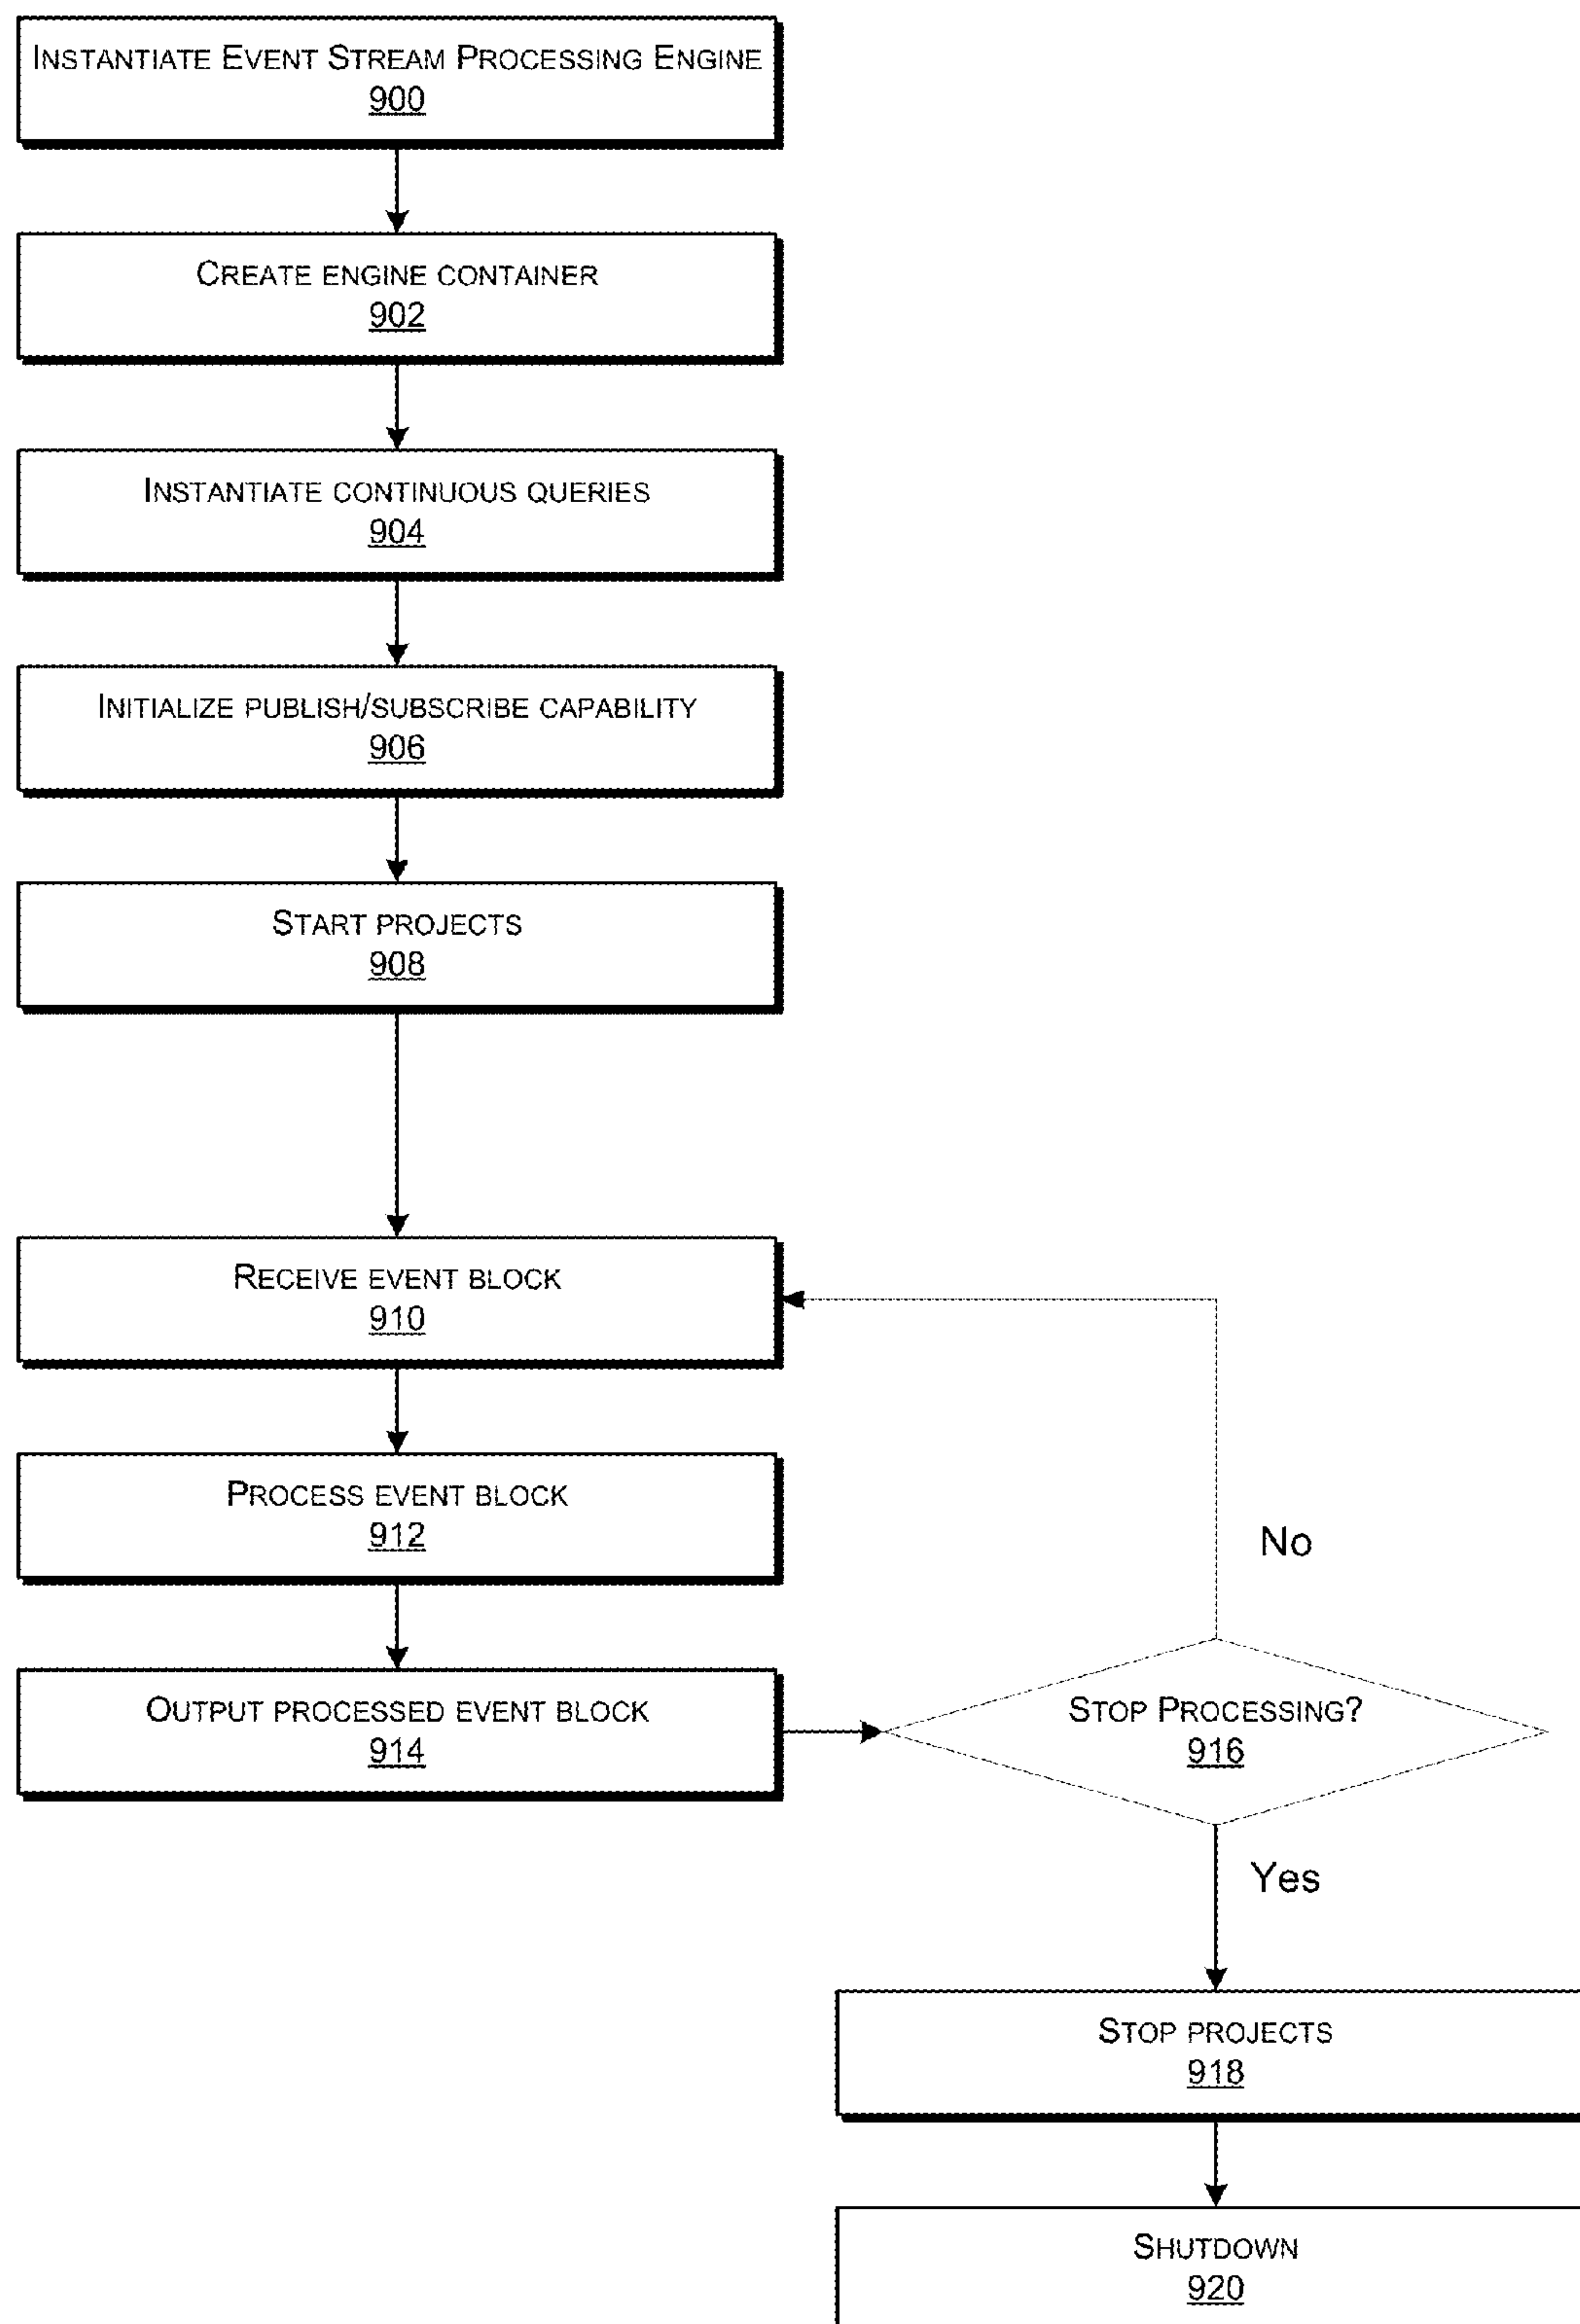 INSTANTIATE EVENT STREAM PROCESSING ENGINE
900
CREATE ENGINE CONTAINER
902
INSTANTIATE CONTINUOUS QUERIES
904
INITIALIZE PUBLISH/SUBSCRIBE CAPABILITY
906
START PROJECTS
908
RECEIVE EVENT BLOCK
910
PROCESS EVENT BLOCK
912
No
OUTPUT PROCESSED EVENT BLOCK
914
STOP PROCESSING?
916
Yes
STOP PROJECTS
918
SHUTDOWN
920